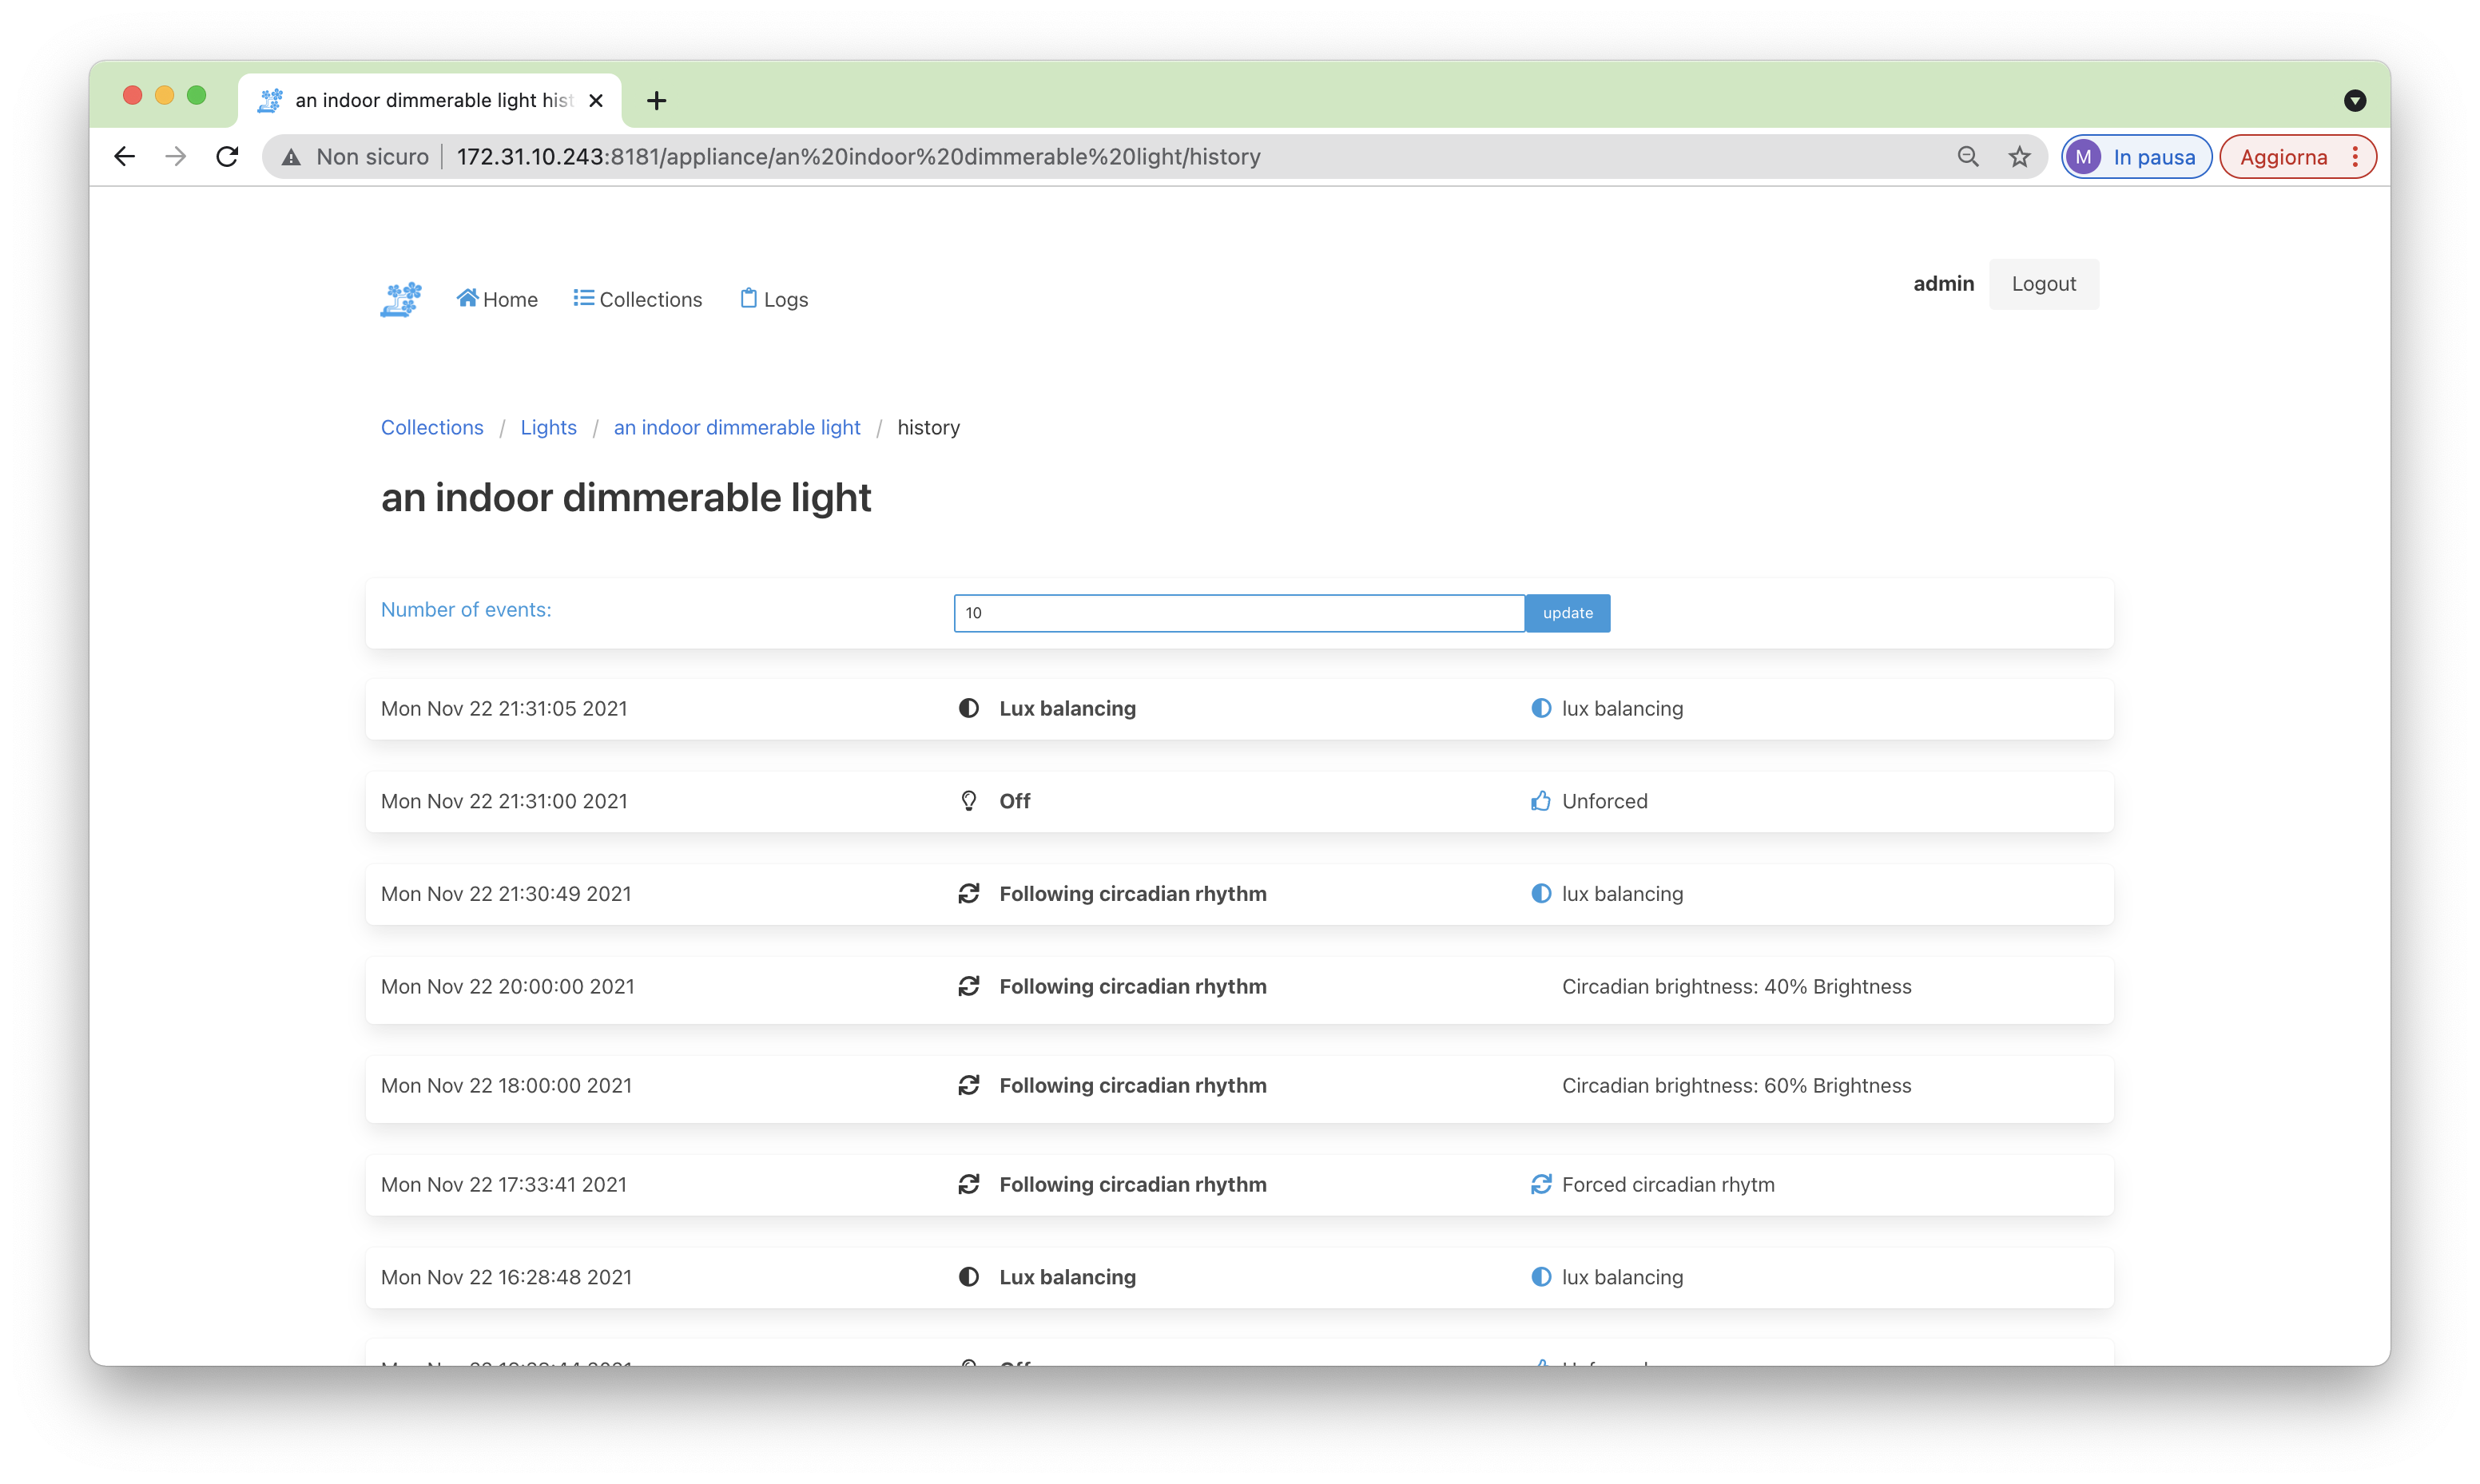 an indoor dimmerable light hist
Non sicuro 172.31.10.243:8181/appliance/an%20indoor%20dimmerable%20light/history M In pausa Aggiorna
Home Collections Logs admin Logout
Collections / Lights / an indoor dimmerable light / history
an indoor dimmerable light
Number of events: 10 update
Mon Nov 22 21:31:05 2021 Lux balancing lux balancing
Mon Nov 22 21:31:00 2021 Off Unforced
Mon Nov 22 21:30:49 2021 Following circadian rhythm lux balancing
Mon Nov 22 20:00:00 2021 Following circadian rhythm Circadian brightness: 40% Brightness
Mon Nov 22 18:00:00 2021 Following circadian rhythm Circadian brightness: 60% Brightness
Mon Nov 22 17:33:41 2021 Following circadian rhythm Forced circadian rhytm
Mon Nov 22 16:28:48 2021 Lux balancing lux balancing